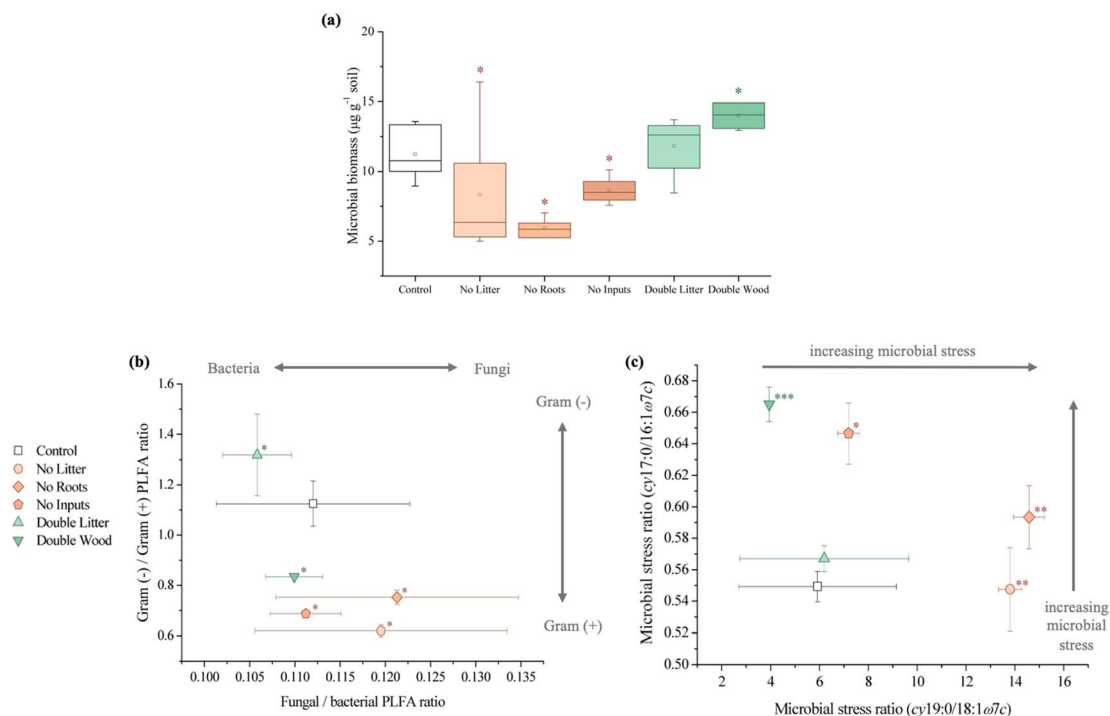 (a)
Microbial biomass (μg g⁻¹ soil)
20
15
10
5
*
*
*
*
Control
No Litter
No Roots
No Inputs
Double Litter
Double Wood
(b)
Bacteria
Fungi
Gram (-)
Gram (+)
Gram (-) / Gram (+) PLFA ratio
1.6
1.4
1.2
1.0
0.8
0.6
*
*
*
*
*
0.100
0.105
0.110
0.115
0.120
0.125
0.130
0.135
Fungal / bacterial PLFA ratio
Control
No Litter
No Roots
No Inputs
Double Litter
Double Wood
(c)
increasing microbial stress
Microbial stress ratio (cy17:0/16:1ω7c)
0.68
0.66
0.64
0.62
0.60
0.58
0.56
0.54
0.52
0.50
***
*
**
**
increasing
microbial
stress
2
4
6
8
10
12
14
16
Microbial stress ratio (cy19:0/18:1ω7c)